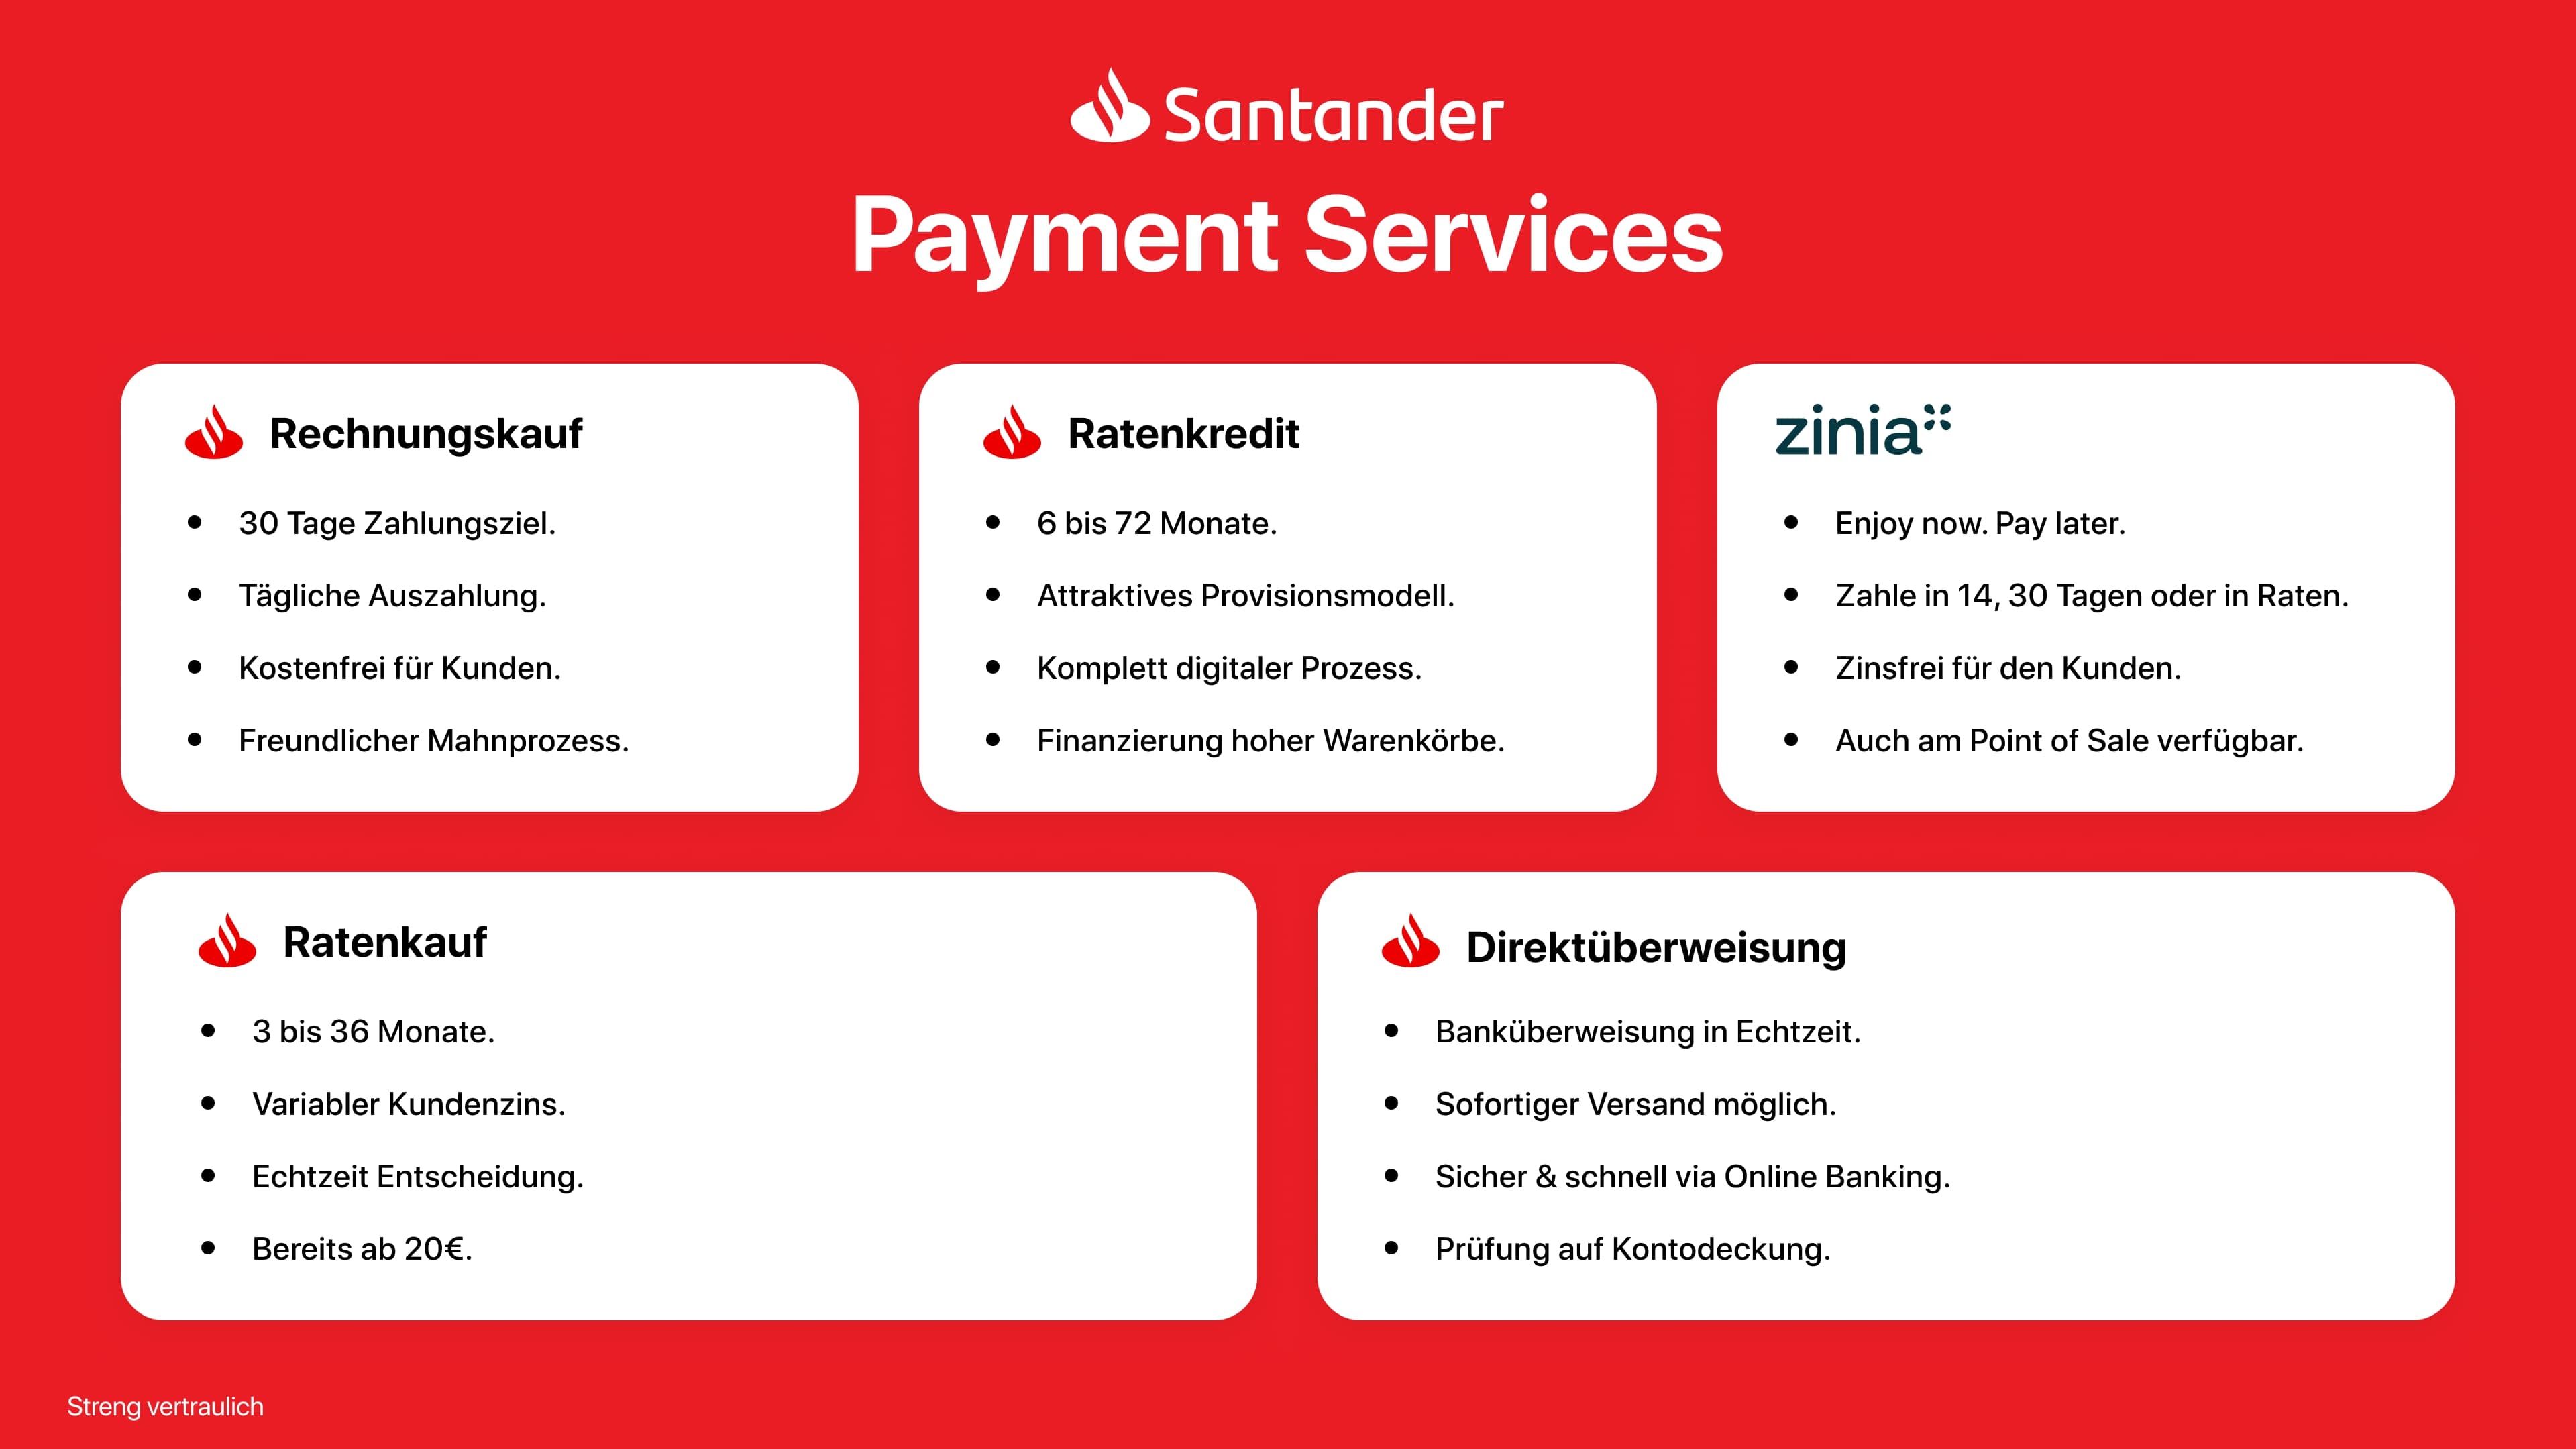 Santander
Payment Services
Rechnungskauf
• 30 Tage Zahlungsziel.
• Tägliche Auszahlung.
• Kostenfrei für Kunden.
• Freundlicher Mahnprozess.
Ratenkredit
• 6 bis 72 Monate.
• Attraktives Provisionsmodell.
• Komplett digitaler Prozess.
• Finanzierung hoher Warenkörbe.
zinia
• Enjoy now. Pay later.
• Zahle in 14, 30 Tagen oder in Raten.
• Zinsfrei für den Kunden.
• Auch am Point of Sale verfügbar.
Ratenkauf
• 3 bis 36 Monate.
• Variabler Kundenzins.
• Echtzeit Entscheidung.
• Bereits ab 20€.
Direktüberweisung
• Banküberweisung in Echtzeit.
• Sofortiger Versand möglich.
• Sicher & schnell via Online Banking.
• Prüfung auf Kontodeckung.
Streng vertraulich